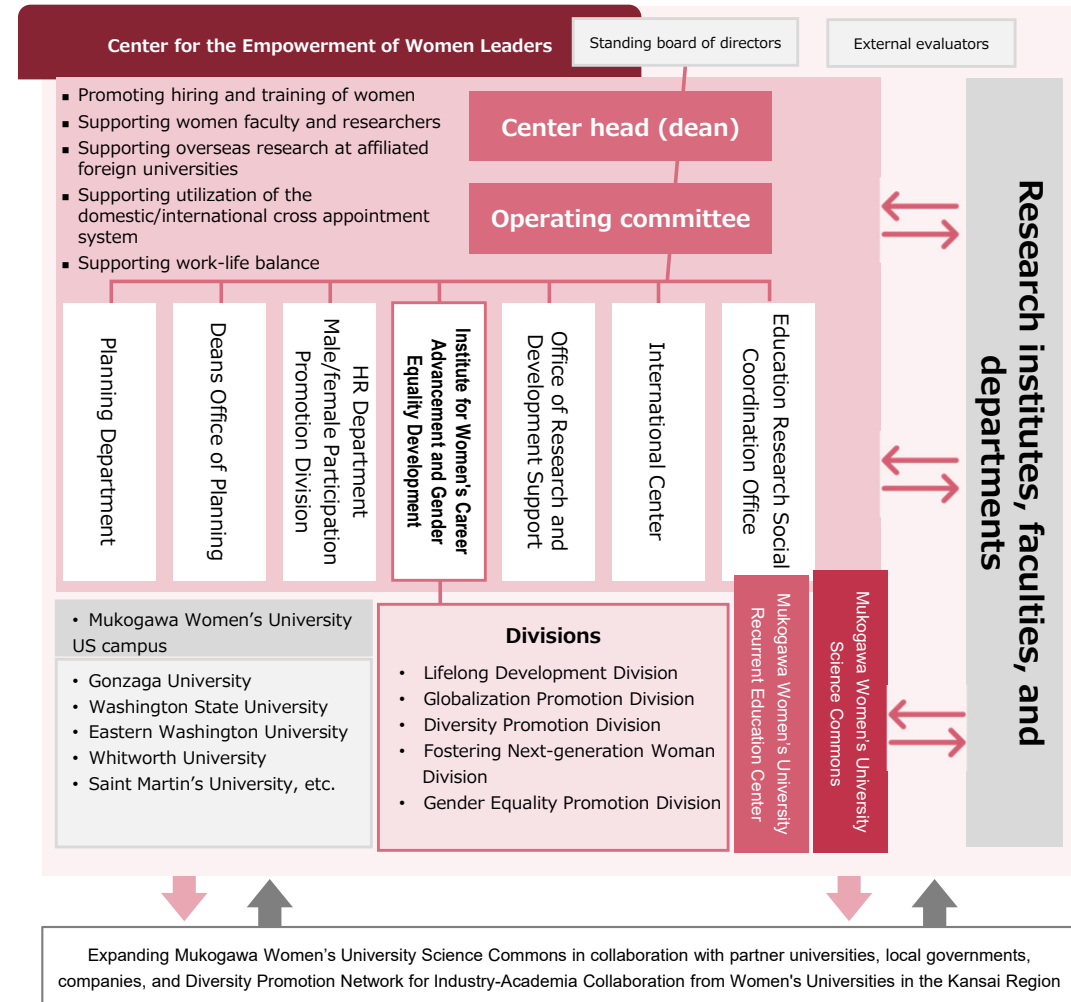 Center for the Empowerment of Women Leaders
Standing board of directors
External evaluators
▪ Promoting hiring and training of women
▪ Supporting women faculty and researchers
▪ Supporting overseas research at affiliated
foreign universities
▪ Supporting utilization of the
domestic/international cross appointment
system
▪ Supporting work-life balance
Center head (dean)
Operating committee
Planning Department
Deans Office of Planning
HR Department
Male/female Participation
Promotion Division
Institute for Women's Career
Advancement and Gender
Equality Development
Office of Research and
Development Support
International Center
Education Research Social
Coordination Office
Research institutes, faculties, and
departments
• Mukogawa Women’s University
US campus
• Gonzaga University
• Washington State University
• Eastern Washington University
• Whitworth University
• Saint Martin’s University, etc.
Divisions
• Lifelong Development Division
• Globalization Promotion Division
• Diversity Promotion Division
• Fostering Next-generation Woman
Division
• Gender Equality Promotion Division
Mukogawa Women’s University
Recurrent Education Center
Mukogawa Women’s University
Science Commons
Expanding Mukogawa Women’s University Science Commons in collaboration with partner universities, local governments,
companies, and Diversity Promotion Network for Industry-Academia Collaboration from Women's Universities in the Kansai Region